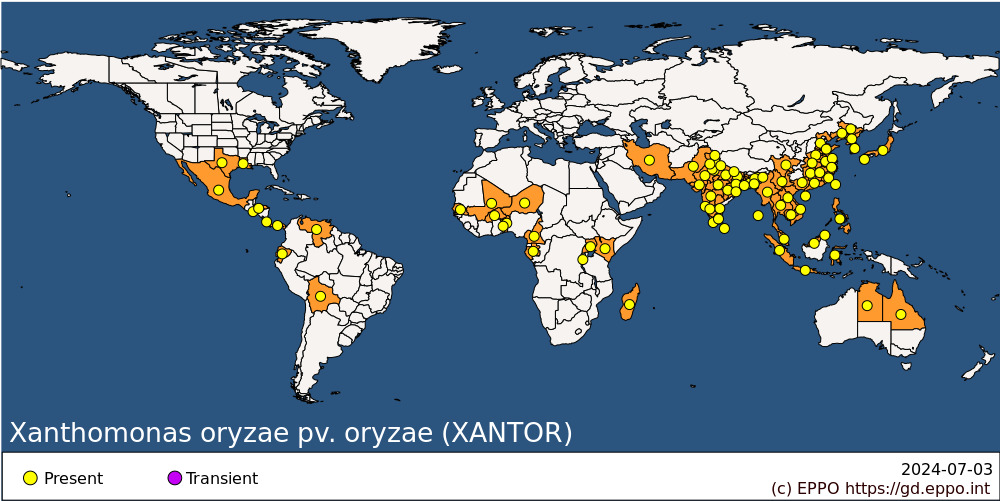 Xanthomonas oryzae pv. oryzae (XANTOR)
Present
Transient
2024-07-03
(c) EPPO https://gd.eppo.int